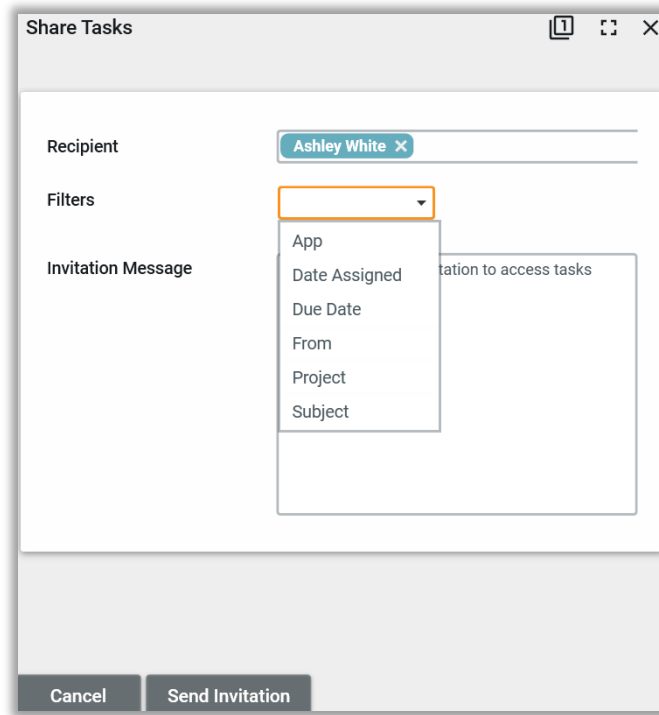 Share Tasks
1
Recipient
Ashley White
Filters
App
Date Assigned
Due Date
From
Project
Subject
Invitation Message
to access tasks
Cancel
Send Invitation